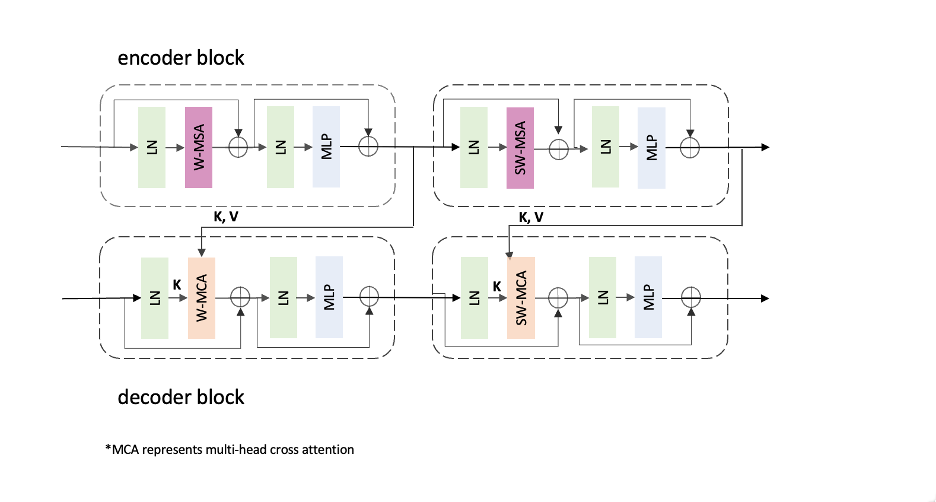 encoder block
LN
W-MSA
LN
MLP
LN
SW-MSA
LN
MLP
K, V
K, V
LN
K
W-MCA
LN
MLP
LN
K
SW-MCA
LN
MLP
decoder block
*MCA represents multi-head cross attention